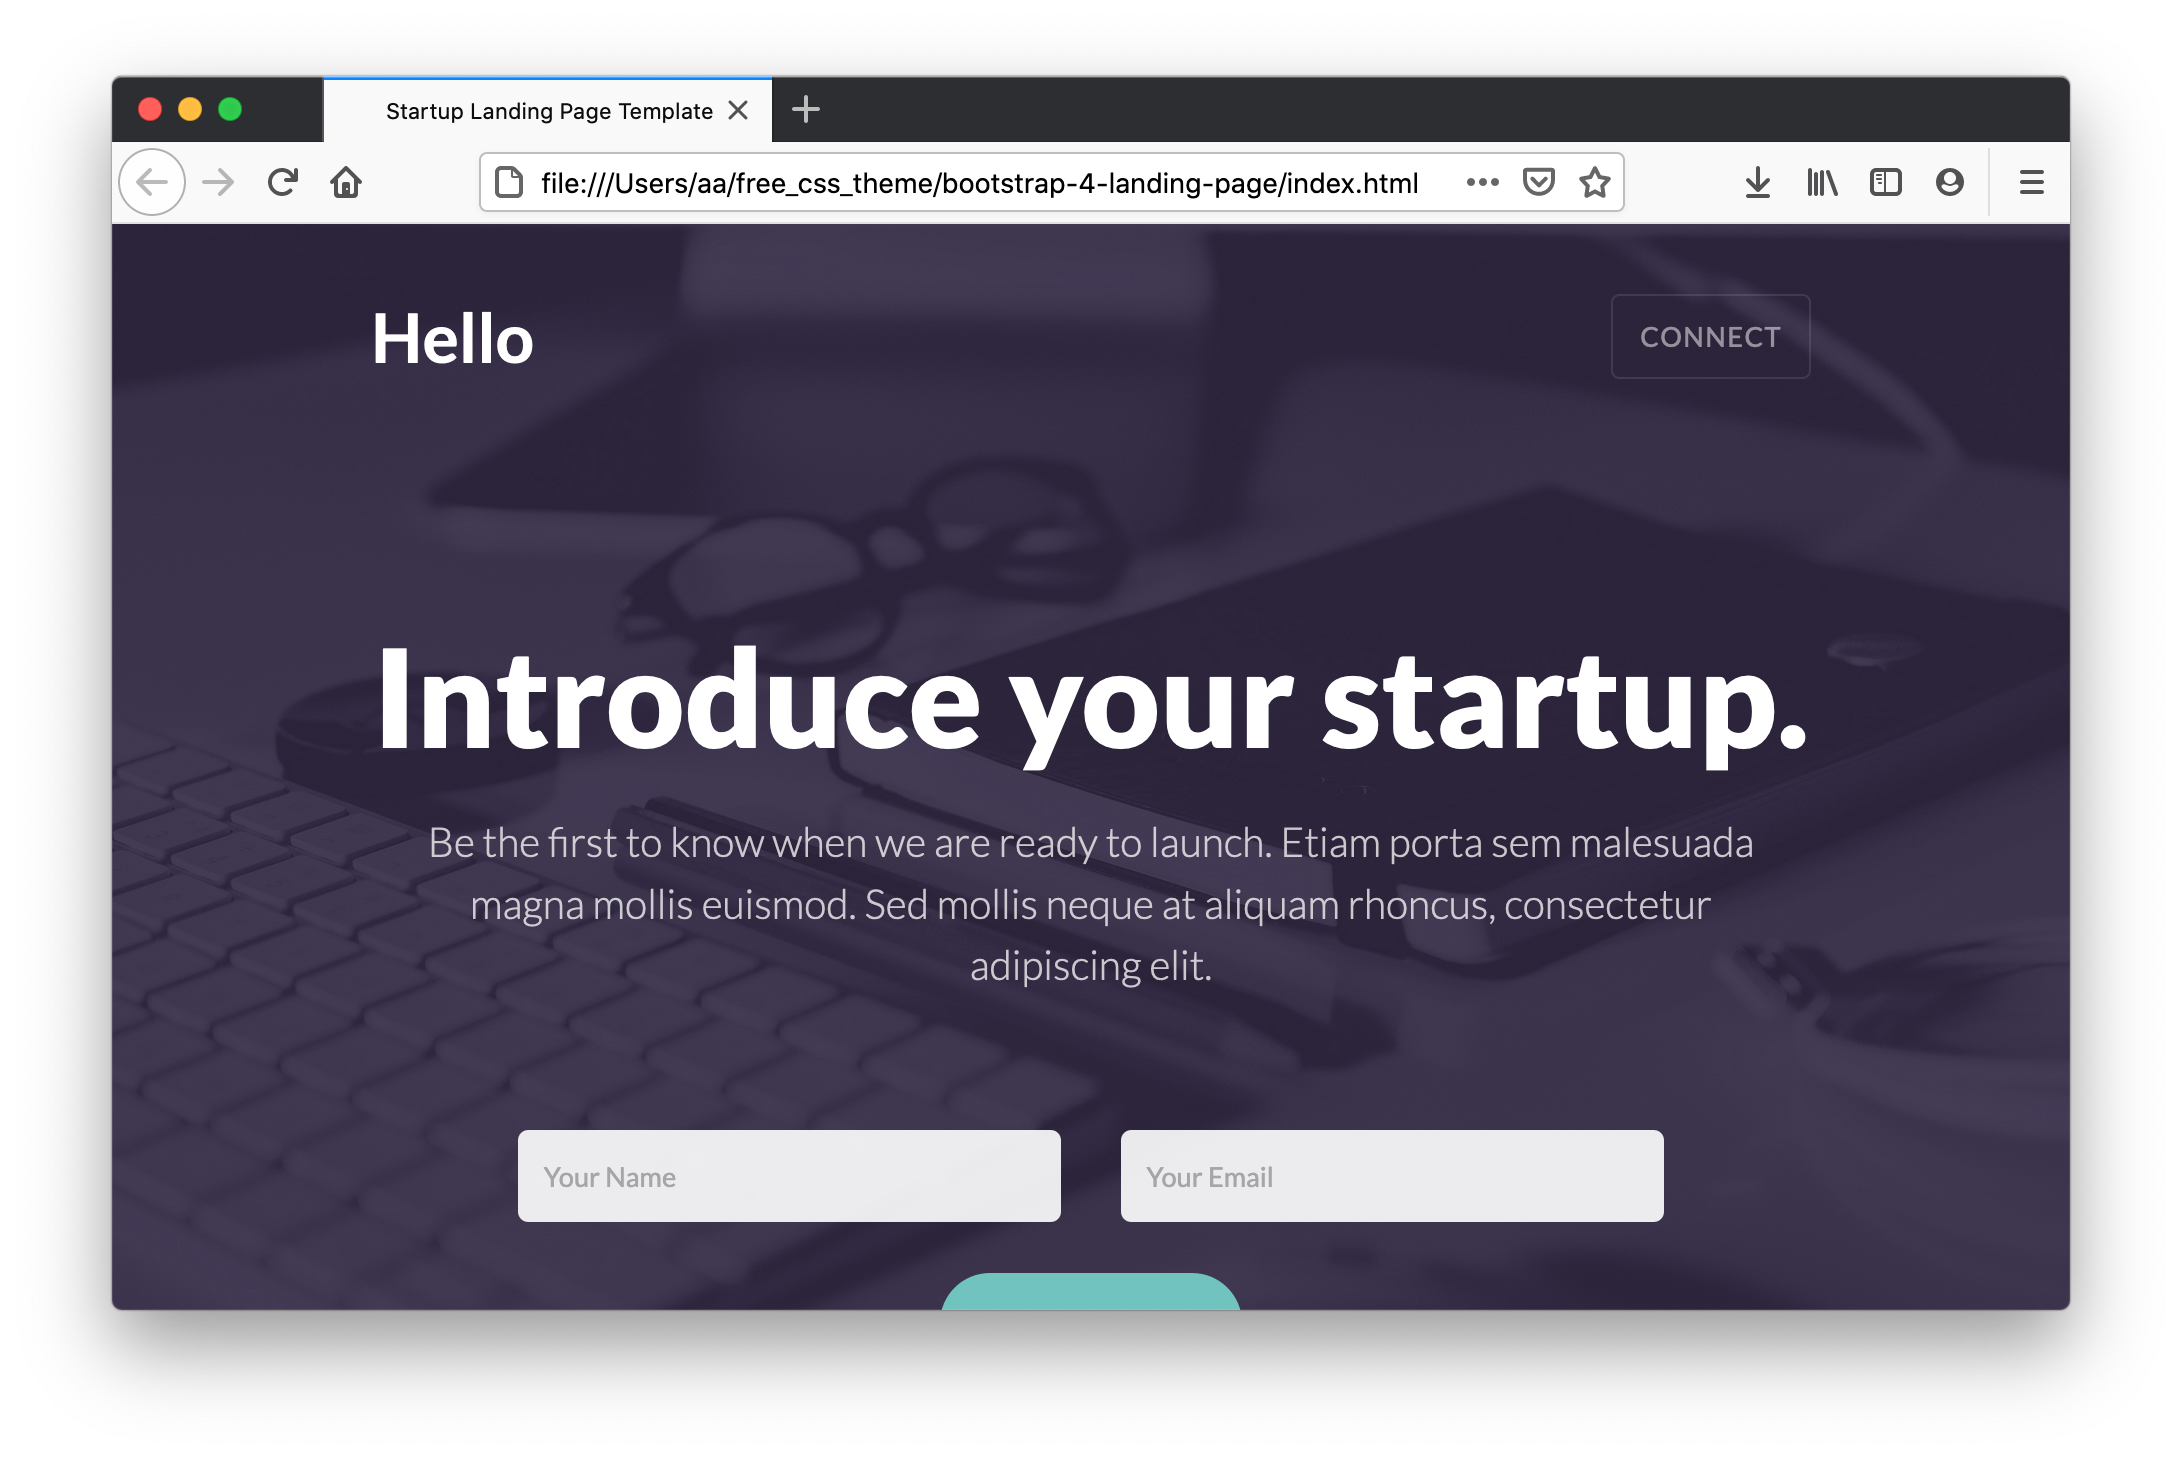 Startup Landing Page Template
file:///Users/aa/free_css_theme/bootstrap-4-landing-page/index.html
Hello
CONNECT
Introduce your startup.
Be the first to know when we are ready to launch. Etiam porta sem malesuada
magna mollis euismod. Sed mollis neque at aliquam rhoncus, consectetur
adipiscing elit.
Your Name
Your Email